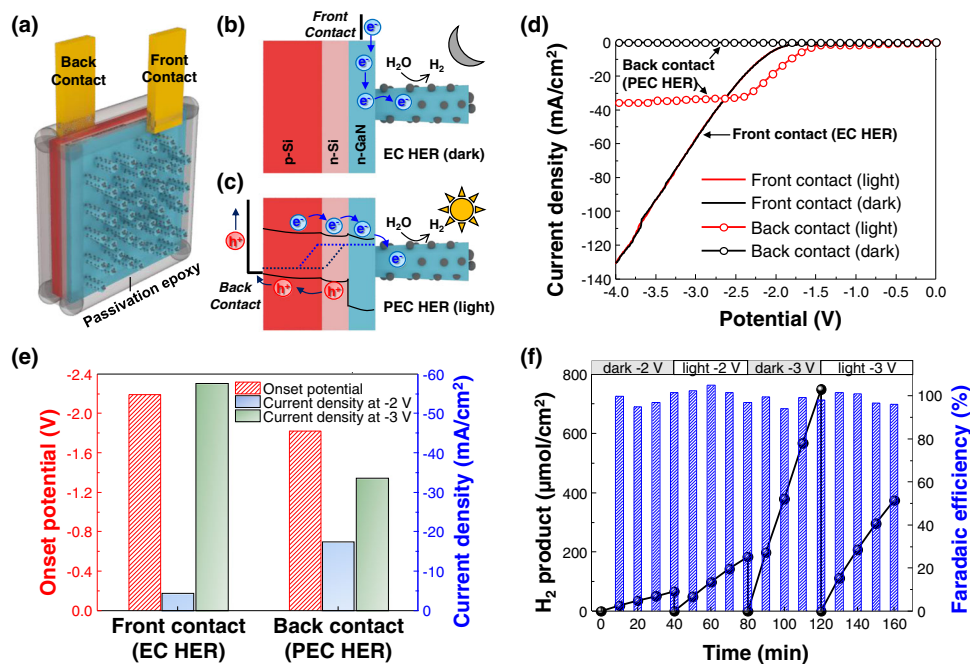 (a)
Back
Contact
Front
Contact
Passivation epoxy
(b)
Front
Contact
e⁻
e⁻
e⁻
e⁻
H₂O
H₂
p-Si
n-Si
n-GaN
EC HER (dark)
(c)
h⁺
e⁻
e⁻
e⁻
e⁻
H₂O
H₂
Back
Contact
h⁺
h⁺
PEC HER (light)
(d)
Current density (mA/cm²)
0
-20
-40
-60
-80
-100
-120
-140
Back contact
(PEC HER)
Front contact (EC HER)
Front contact (light)
Front contact (dark)
Back contact (light)
Back contact (dark)
-4.0 -3.5 -3.0 -2.5 -2.0 -1.5 -1.0 -0.5 0.0
Potential (V)
(e)
Onset potential (V)
-2.4
-2.0
-1.6
-1.2
-0.8
-0.4
0.0
Onset potential
Current density at -2 V
Current density at -3 V
-60
-50
-40
-30
-20
-10
0
Current density (mA/cm²)
Front contact
(EC HER)
Back contact
(PEC HER)
(f)
dark -2 V light -2 V dark -3 V light -3 V
H₂ product (μmol/cm²)
800
600
400
200
0
100
80
60
40
20
0
Faradaic efficiency (%)
0 20 40 60 80 100 120 140 160
Time (min)